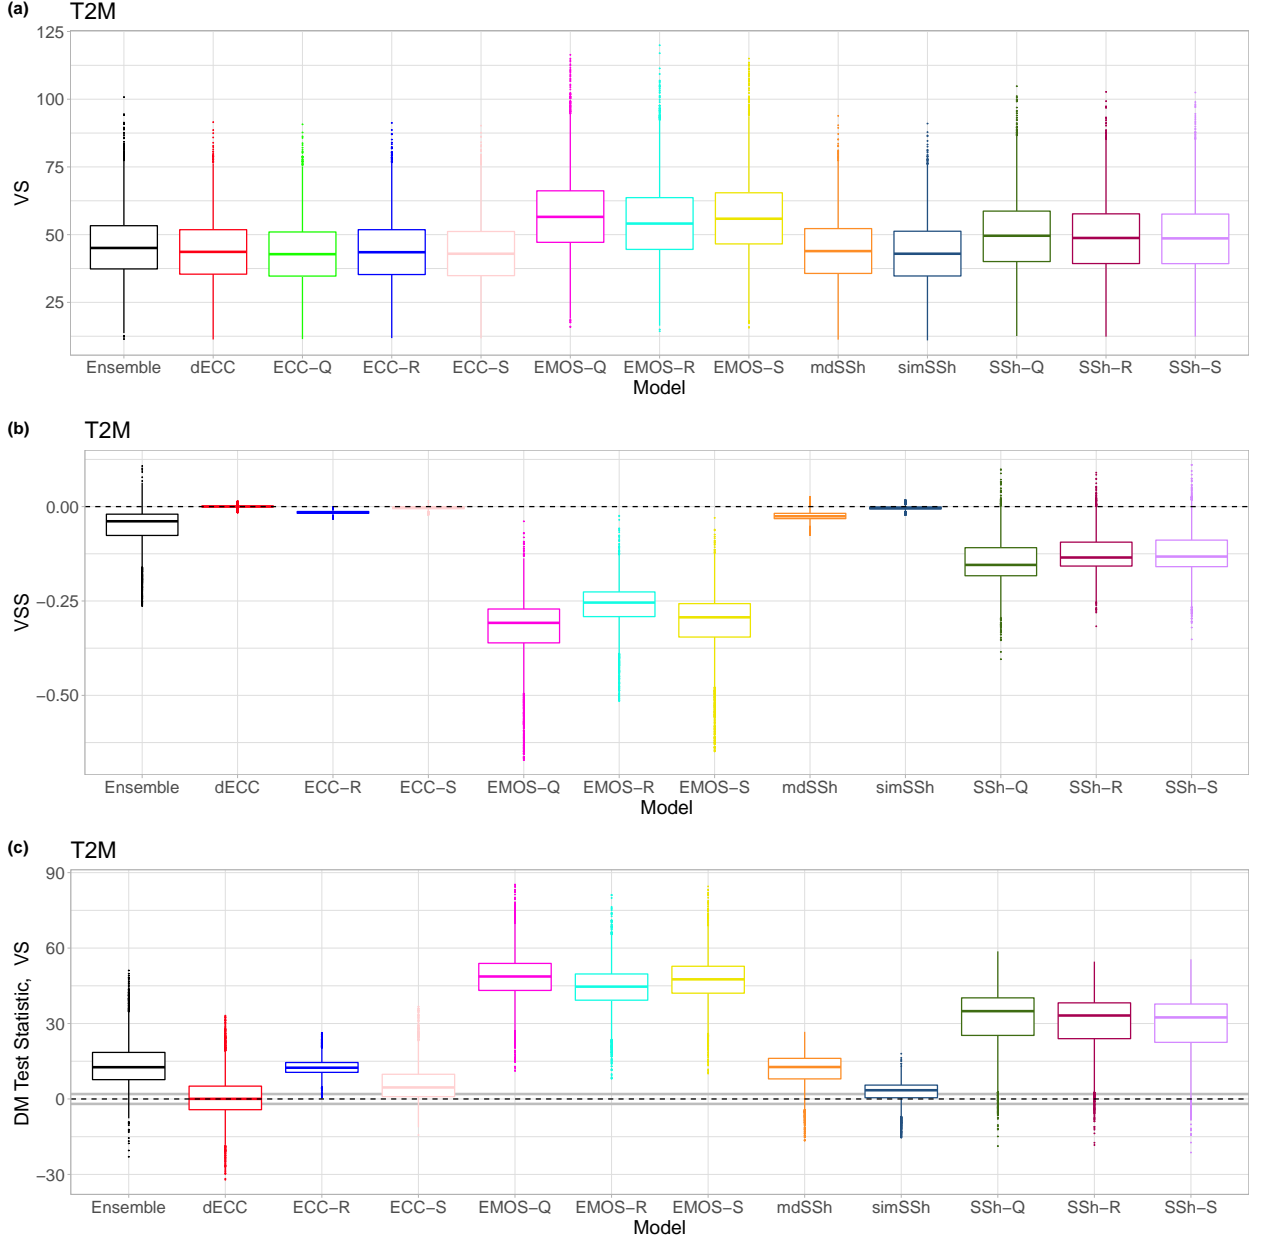 (a)
T2M
125
100
75
50
25
VS
Ensemble dECC ECC−Q ECC−R ECC−S EMOS−Q EMOS−R EMOS−S mdSSh simSSh SSh−Q SSh−R SSh−S
Model
(b)
T2M
0.00
−0.25
−0.50
VSS
Ensemble dECC ECC−R ECC−S EMOS−Q EMOS−R EMOS−S mdSSh simSSh SSh−Q SSh−R SSh−S
Model
(c)
T2M
90
60
30
0
−30
DM Test Statistic, VS
Ensemble dECC ECC−R ECC−S EMOS−Q EMOS−R EMOS−S mdSSh simSSh SSh−Q SSh−R SSh−S
Model